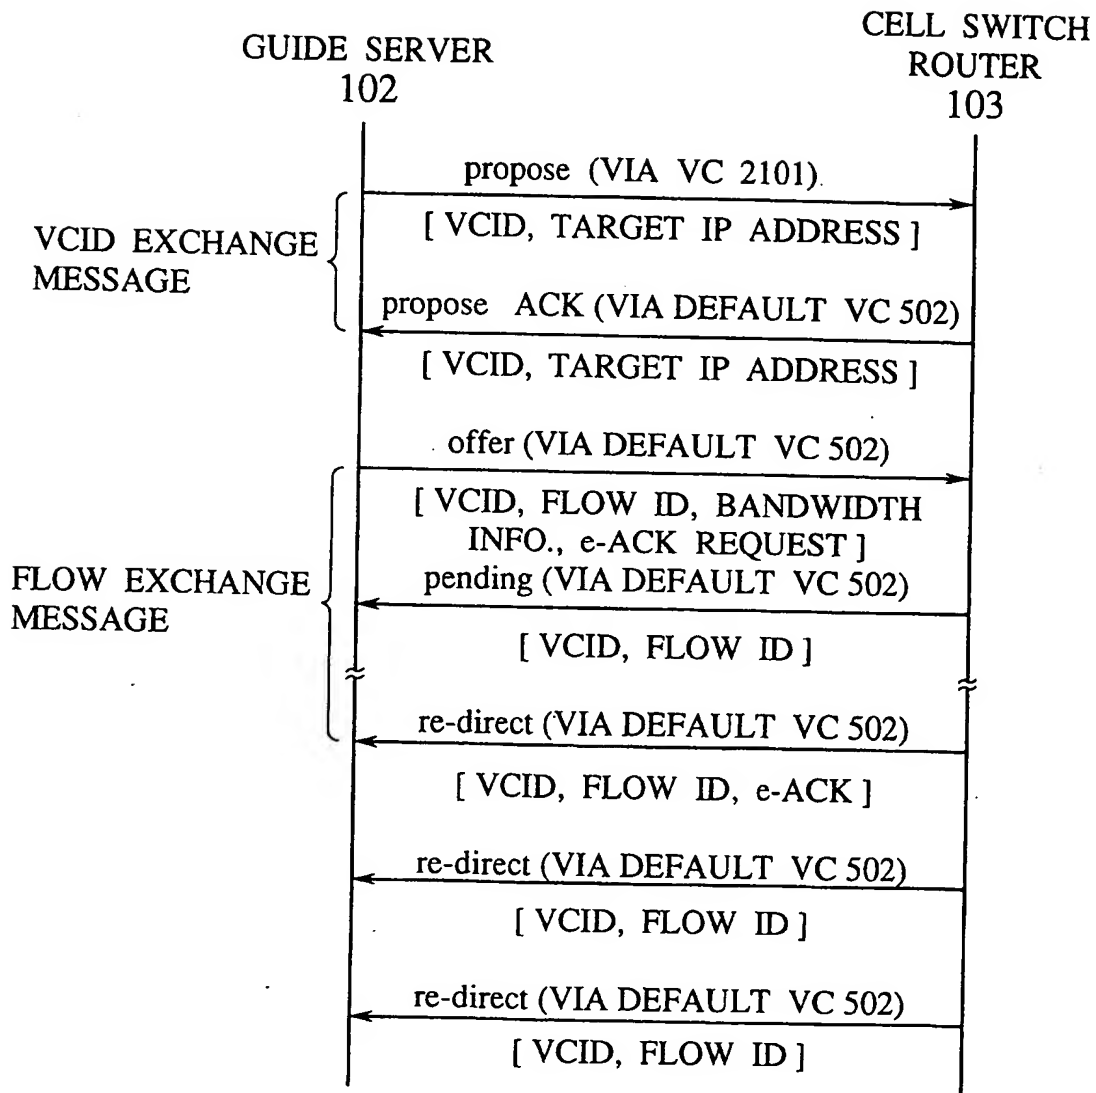 GUIDE SERVER
102
CELL SWITCH
ROUTER
103
propose (VIA VC 2101)
[ VCID, TARGET IP ADDRESS ]
VCID EXCHANGE
MESSAGE
propose ACK (VIA DEFAULT VC 502)
[ VCID, TARGET IP ADDRESS ]
offer (VIA DEFAULT VC 502)
[ VCID, FLOW ID, BANDWIDTH
INFO., e-ACK REQUEST ]
FLOW EXCHANGE
MESSAGE
pending (VIA DEFAULT VC 502)
[ VCID, FLOW ID ]
re-direct (VIA DEFAULT VC 502)
[ VCID, FLOW ID, e-ACK ]
re-direct (VIA DEFAULT VC 502)
[ VCID, FLOW ID ]
re-direct (VIA DEFAULT VC 502)
[ VCID, FLOW ID ]